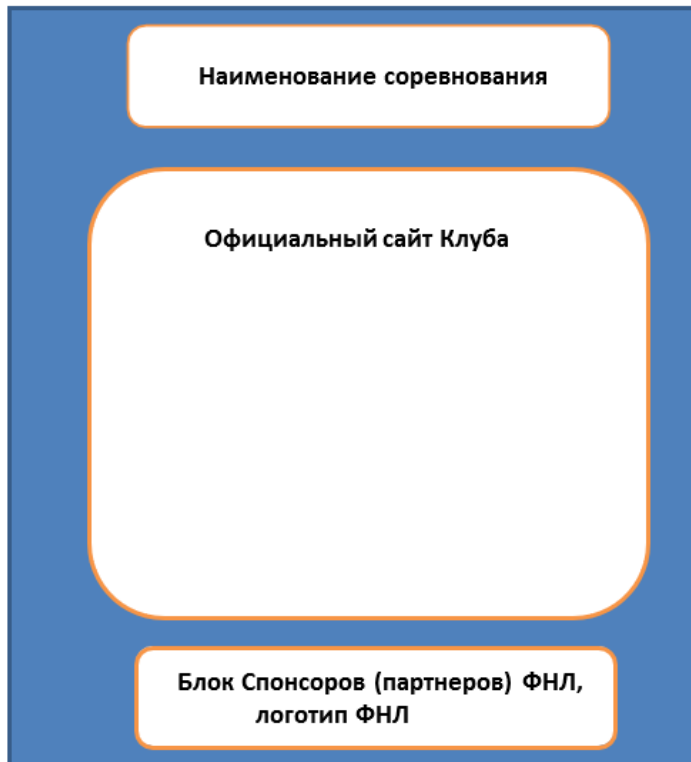 Наименование соревнования
Официальный сайт Клуба
Блок Спонсоров (партнеров) ФНЛ,
логотип ФНЛ